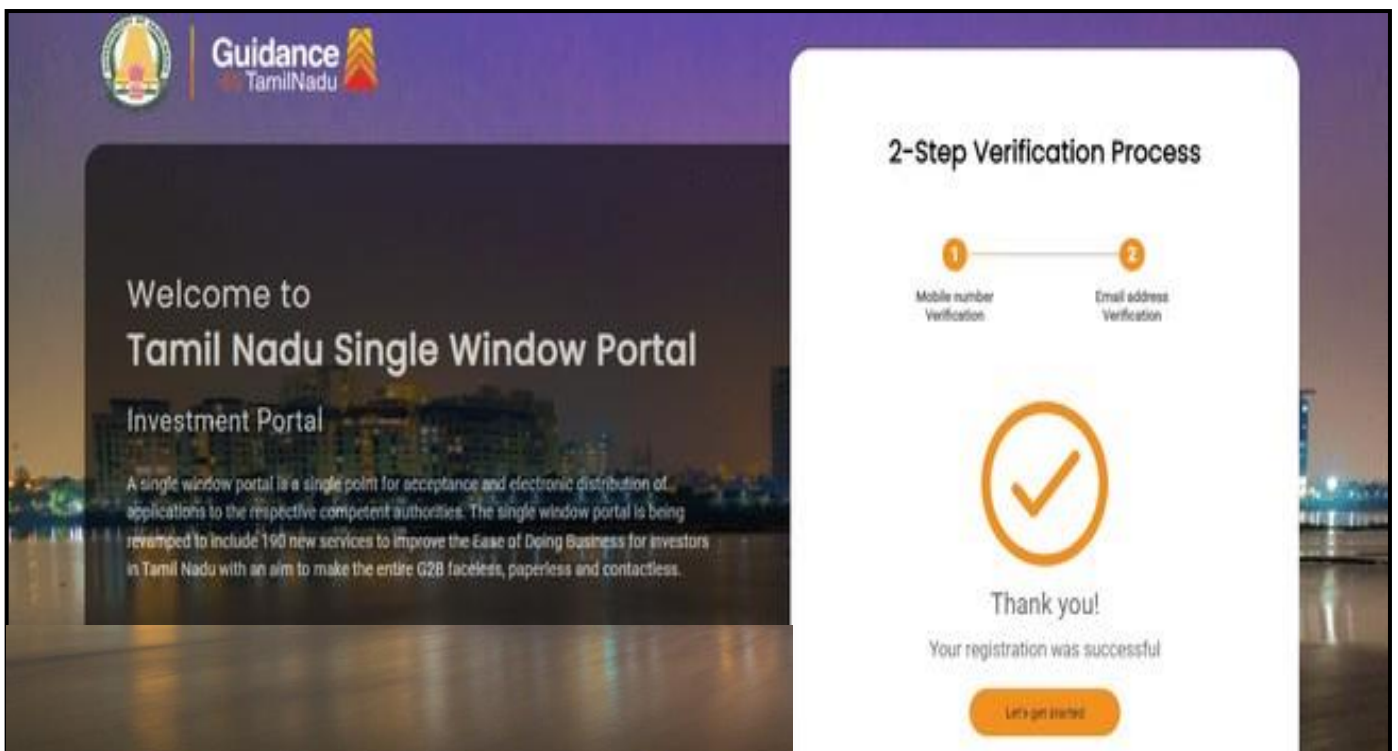 Guidance
TamilNadu
Welcome to
Tamil Nadu Single Window Portal
Investment Portal
A single window portal is a single point for acceptance and electronic distribution of
applications to the respective competent authorities. The single window portal is being
revamped to include 190 new services to improve the Ease of Doing Business for investors
in Tamil Nadu with an aim to make the entire G2B faceless, paperless and contactless.
2-Step Verification Process
1
2
Mobile number
Verification
Email address
Verification
Thank you!
Your registration was successful
Let's get started